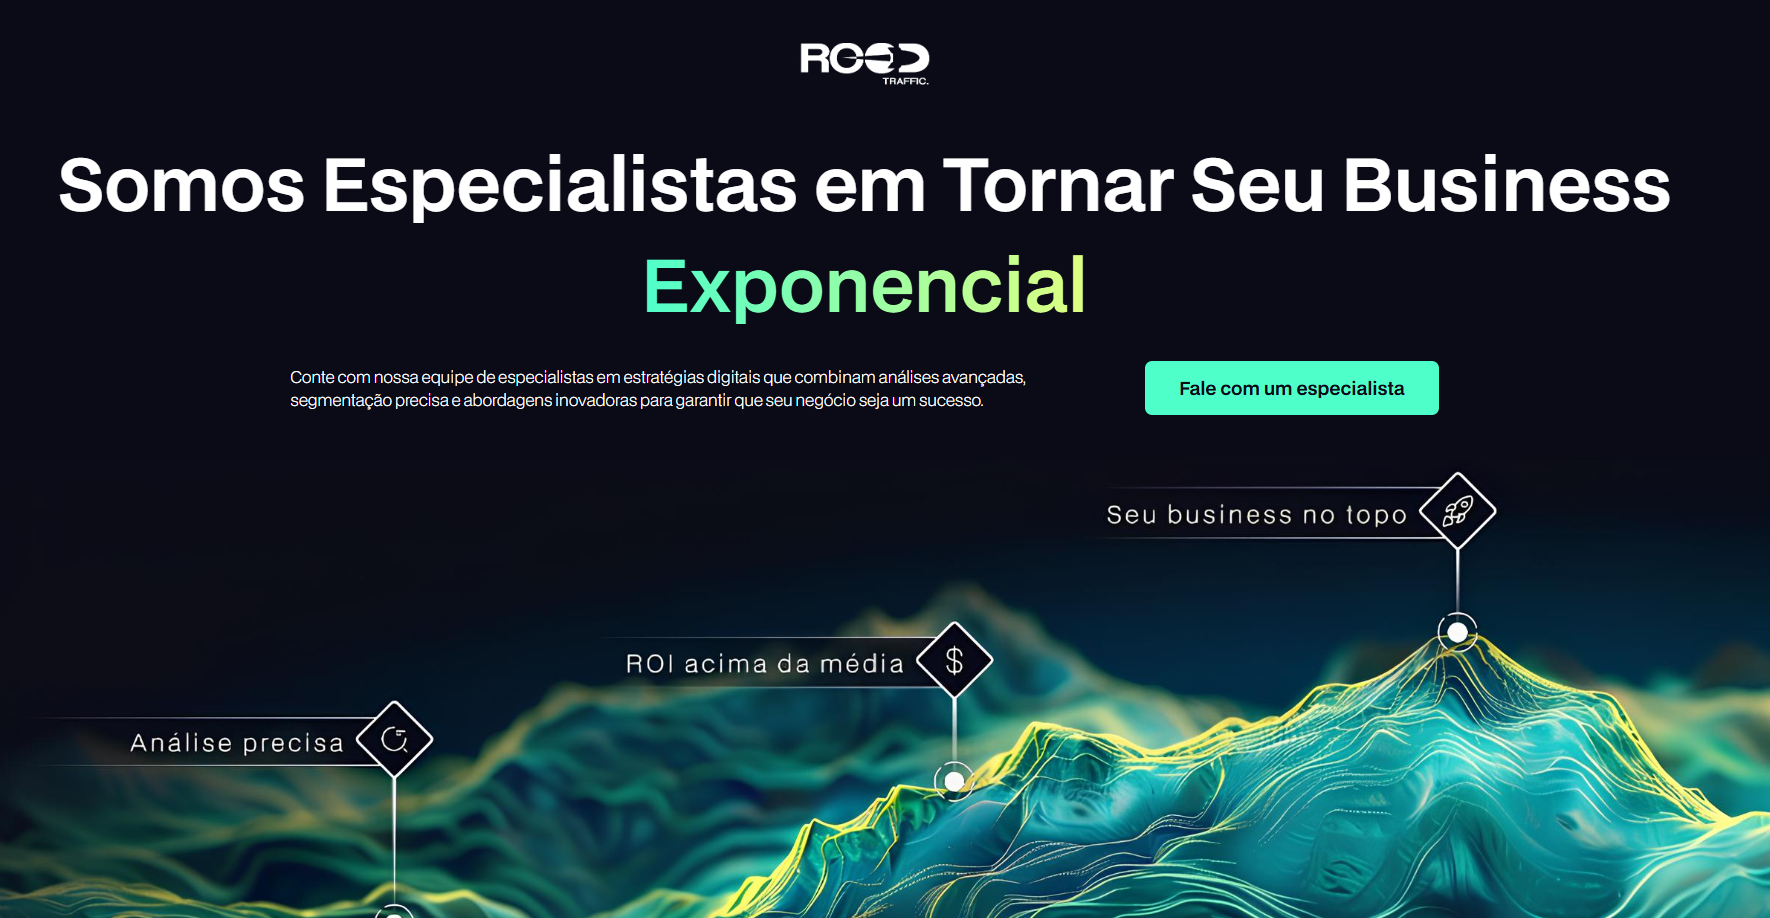 ROOD
TRAFFIC.
Somos Especialistas em Tornar Seu Business
Exponencial
Conte com nossa equipe de especialistas em estratégias digitais que combinam análises avançadas,
segmentação precisa e abordagens inovadoras para garantir que seu negócio seja um sucesso.
Fale com um especialista
Seu business no topo
ROI acima da média
Análise precisa